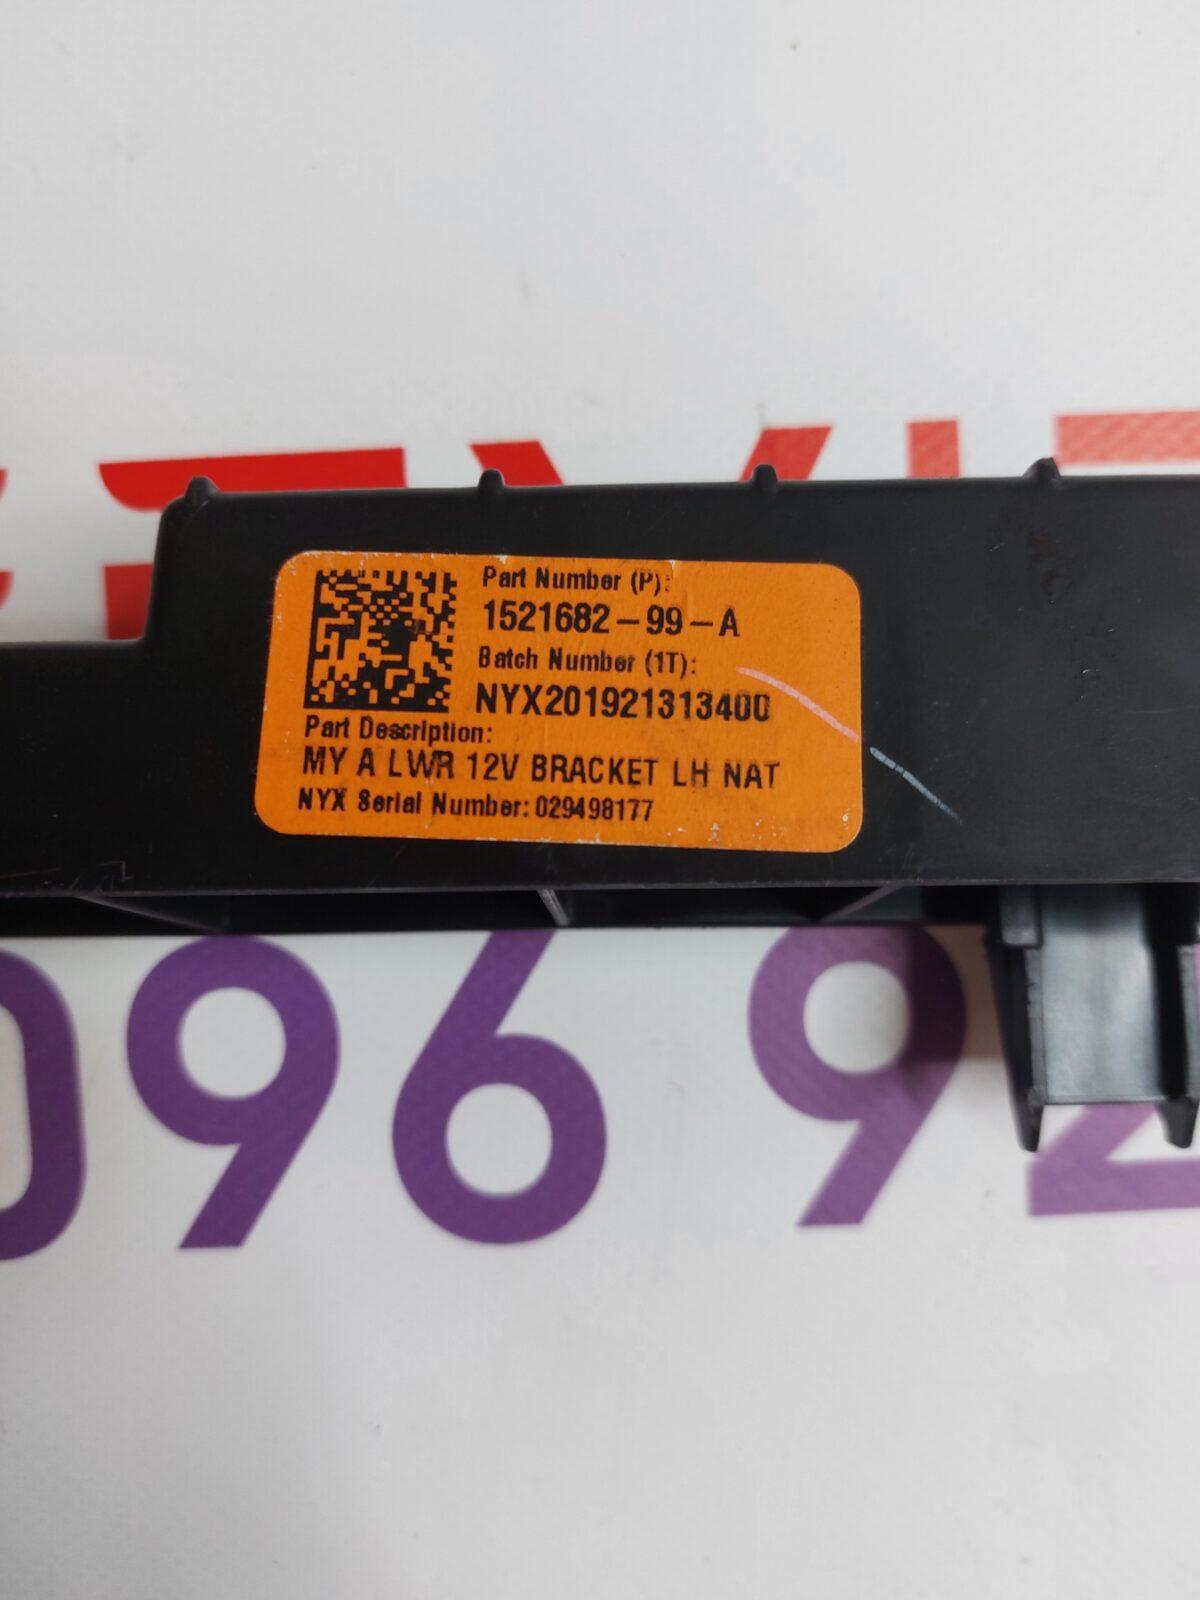 Part Number (P):
1521682-99-A
Batch Number (1T):
NYX201921313400
Part Description:
MY A LWR 12V BRACKET LH NAT
NYX Serial Number: 029498177
096 92